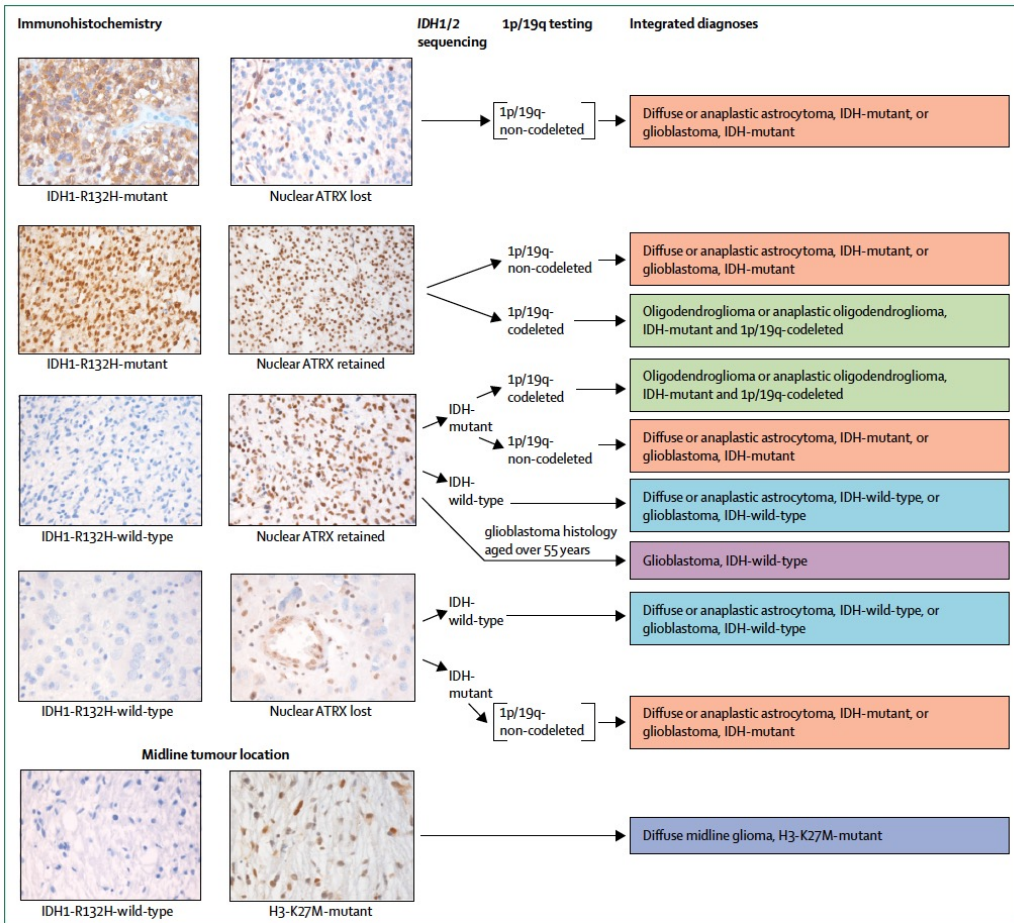 Immunohistochemistry
IDH1/2
sequencing
1p/19q testing
Integrated diagnoses
IDH1-R132H-mutant
Nuclear ATRX lost
1p/19q-
non-codeleted
Diffuse or anaplastic astrocytoma, IDH-mutant, or
glioblastoma, IDH-mutant
IDH1-R132H-mutant
Nuclear ATRX retained
1p/19q-
non-codeleted
Diffuse or anaplastic astrocytoma, IDH-mutant, or
glioblastoma, IDH-mutant
1p/19q-
codeleted
Oligodendroglioma or anaplastic oligodendroglioma,
IDH-mutant and 1p/19q-codeleted
IDH1-R132H-wild-type
Nuclear ATRX retained
IDH-
mutant
1p/19q-
codeleted
Oligodendroglioma or anaplastic oligodendroglioma,
IDH-mutant and 1p/19q-codeleted
1p/19q-
non-codeleted
Diffuse or anaplastic astrocytoma, IDH-mutant, or
glioblastoma, IDH-mutant
IDH-
wild-type
Diffuse or anaplastic astrocytoma, IDH-wild-type, or
glioblastoma, IDH-wild-type
glioblastoma histology
aged over 55 years
Glioblastoma, IDH-wild-type
IDH1-R132H-wild-type
Nuclear ATRX lost
IDH-
wild-type
Diffuse or anaplastic astrocytoma, IDH-wild-type, or
glioblastoma, IDH-wild-type
IDH-
mutant
1p/19q-
non-codeleted
Diffuse or anaplastic astrocytoma, IDH-mutant, or
glioblastoma, IDH-mutant
Midline tumour location
IDH1-R132H-wild-type
H3-K27M-mutant
Diffuse midline glioma, H3-K27M-mutant